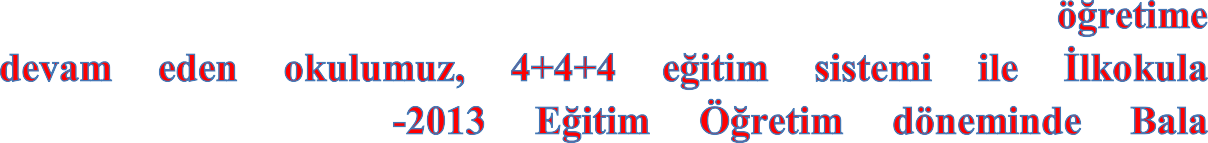 öğretime
devam eden okulumuz, 4+4+4 eğitim sistemi ile İlkokula
-2013 Eğitim Öğretim döneminde Bala